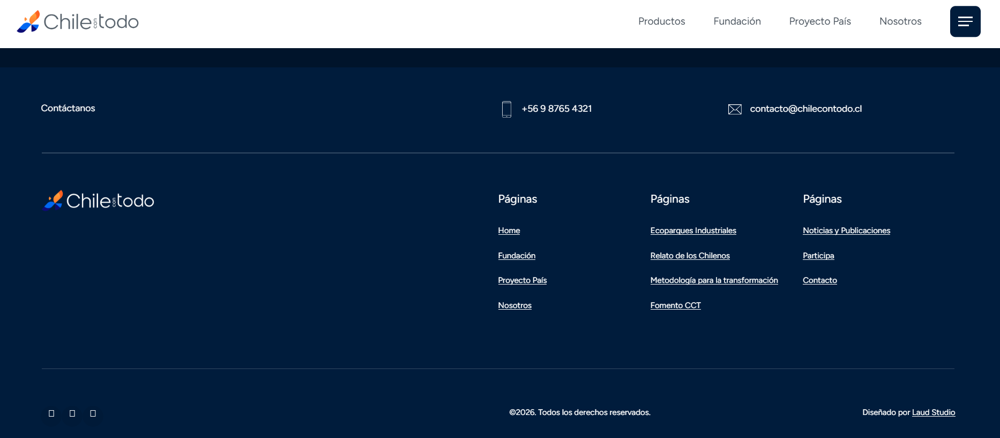 Chile con todo
Productos
Fundación
Proyecto País
Nosotros
Contáctanos
+56 9 8765 4321
contacto@chilecontodo.cl
Chile con todo
Páginas
Home
Fundación
Proyecto País
Nosotros
Páginas
Ecoparques Industriales
Relato de los Chilenos
Metodología para la transformación
Fomento CCT
Páginas
Noticias y Publicaciones
Participa
Contacto
©2026. Todos los derechos reservados.
Diseñado por Laud Studio